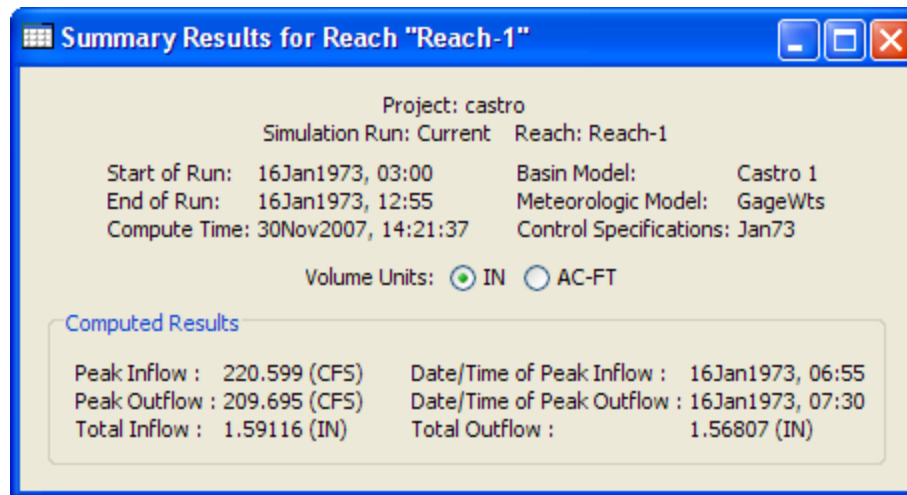 Summary Results for Reach "Reach-1"
Project: castro
Simulation Run: Current Reach: Reach-1
Start of Run: 16Jan1973, 03:00 Basin Model: Castro 1
End of Run: 16Jan1973, 12:55 Meteorologic Model: GageWts
Compute Time: 30Nov2007, 14:21:37 Control Specifications: Jan73
Volume Units: IN AC-FT
Computed Results
Peak Inflow : 220.599 (CFS) Date/Time of Peak Inflow : 16Jan1973, 06:55
Peak Outflow : 209.695 (CFS) Date/Time of Peak Outflow : 16Jan1973, 07:30
Total Inflow : 1.59116 (IN) Total Outflow : 1.56807 (IN)